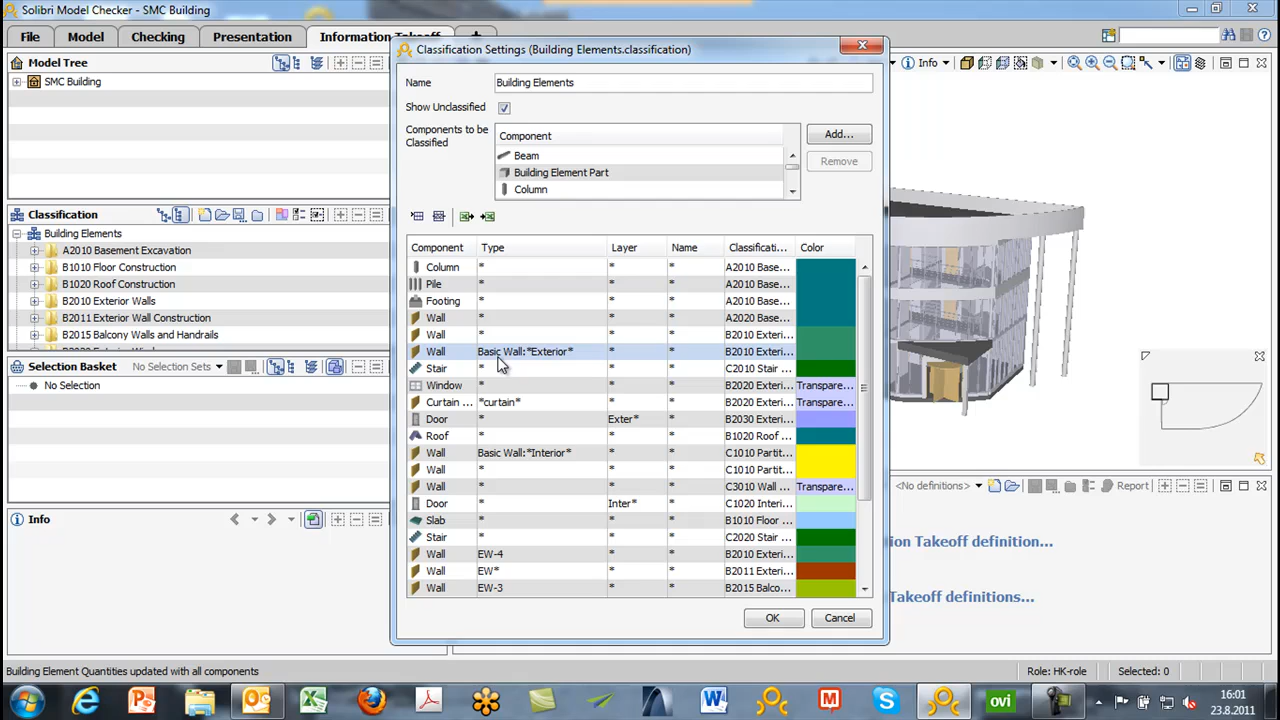 Solibri Model Checker - SMC Building
File Model Checking Presentation Information Takeoff +
Model Tree
SMC Building
Classification
Building Elements
A2010 Basement Excavation
B1010 Floor Construction
B1020 Roof Construction
B2010 Exterior Walls
B2011 Exterior Wall Construction
B2015 Balcony Walls and Handrails
Selection Basket No Selection Sets
No Selection
Info
Building Element Quantities updated with all components
Classification Settings (Building Elements.classification)
Name Building Elements
Show Unclassified
Components to be
Classified
Component
Beam
Building Element Part
Column
Add...
Remove
Component Type Layer Name Classificati... Color
Column * * * A2010 Base...
Pile * * * A2010 Base...
Footing * * * A2010 Base...
Wall * * * A2020 Base...
Wall * * * B2010 Exteri...
Wall Basic Wall:*Exterior* * * B2010 Exteri...
Stair * * * C2010 Stair ...
Window * * * B2020 Exteri... Transpare...
Curtain ... *curtain* * * B2020 Exteri... Transpare...
Door * Exter* * B2030 Exteri...
Roof * * * B1020 Roof ...
Wall Basic Wall:*Interior* * * C1010 Partit...
Wall * * * C1010 Partit...
Wall * * * C3010 Wall ... Transpare...
Door * Inter* * C1020 Interi...
Slab * * * B1010 Floor ...
Stair * * * C2020 Stair ...
Wall EW-4 * * B2010 Exteri...
Wall EW* * * B2011 Exteri...
Wall EW-3 * * B2015 Balco...
OK Cancel
Info
<No definitions> Report
ion Takeoff definition...
Takeoff definitions...
Role: HK-role Selected: 0
ovi
16:01
23.8.2011